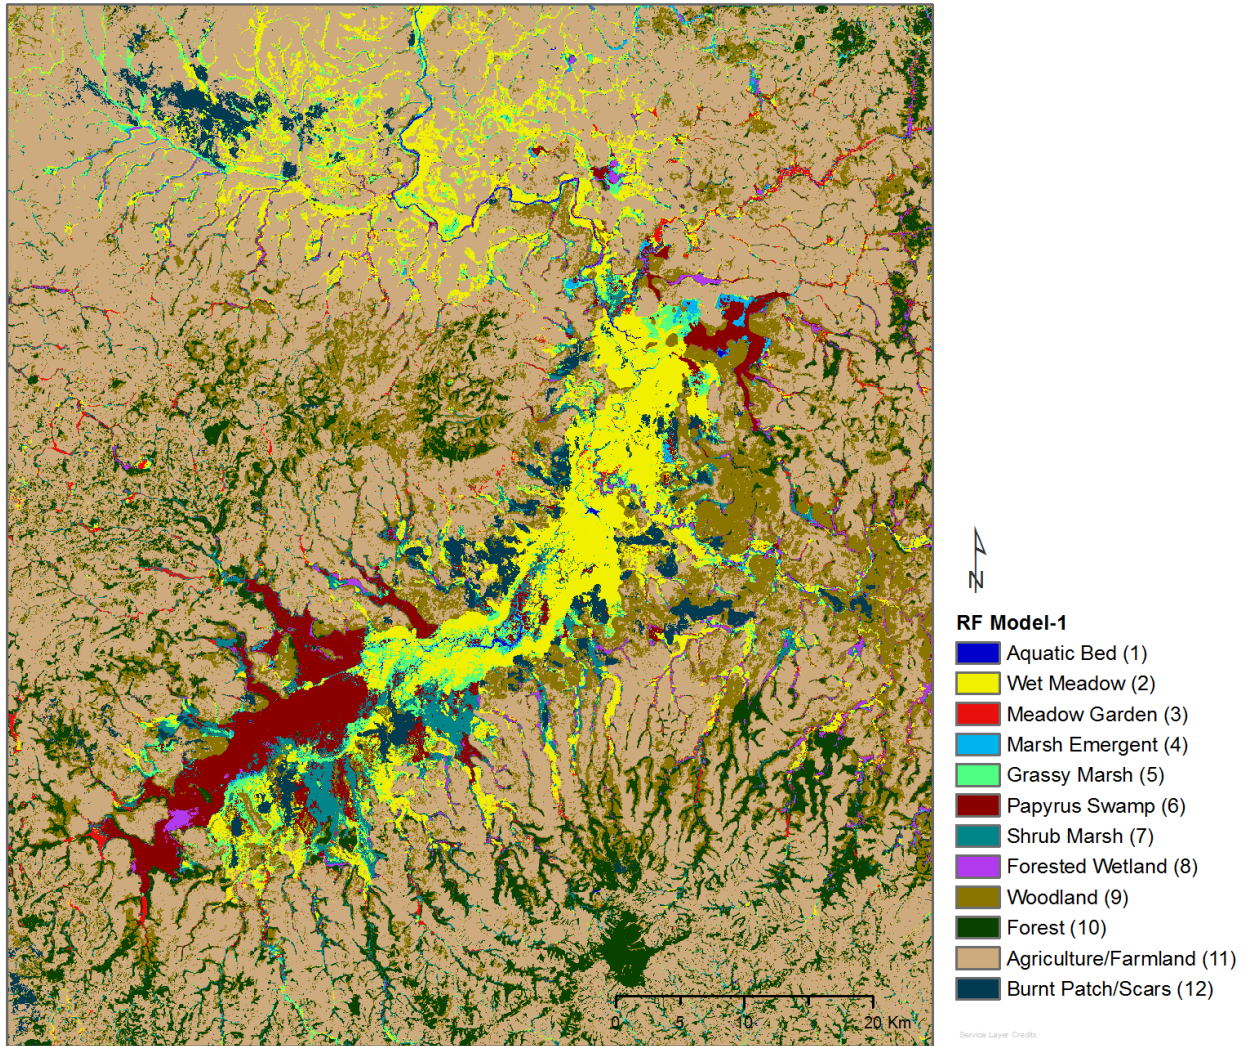 N
RF Model-1
Aquatic Bed (1)
Wet Meadow (2)
Meadow Garden (3)
Marsh Emergent (4)
Grassy Marsh (5)
Papyrus Swamp (6)
Shrub Marsh (7)
Forested Wetland (8)
Woodland (9)
Forest (10)
Agriculture/Farmland (11)
Burnt Patch/Scars (12)
0 5 10 20 Km
Service Layer Credits: